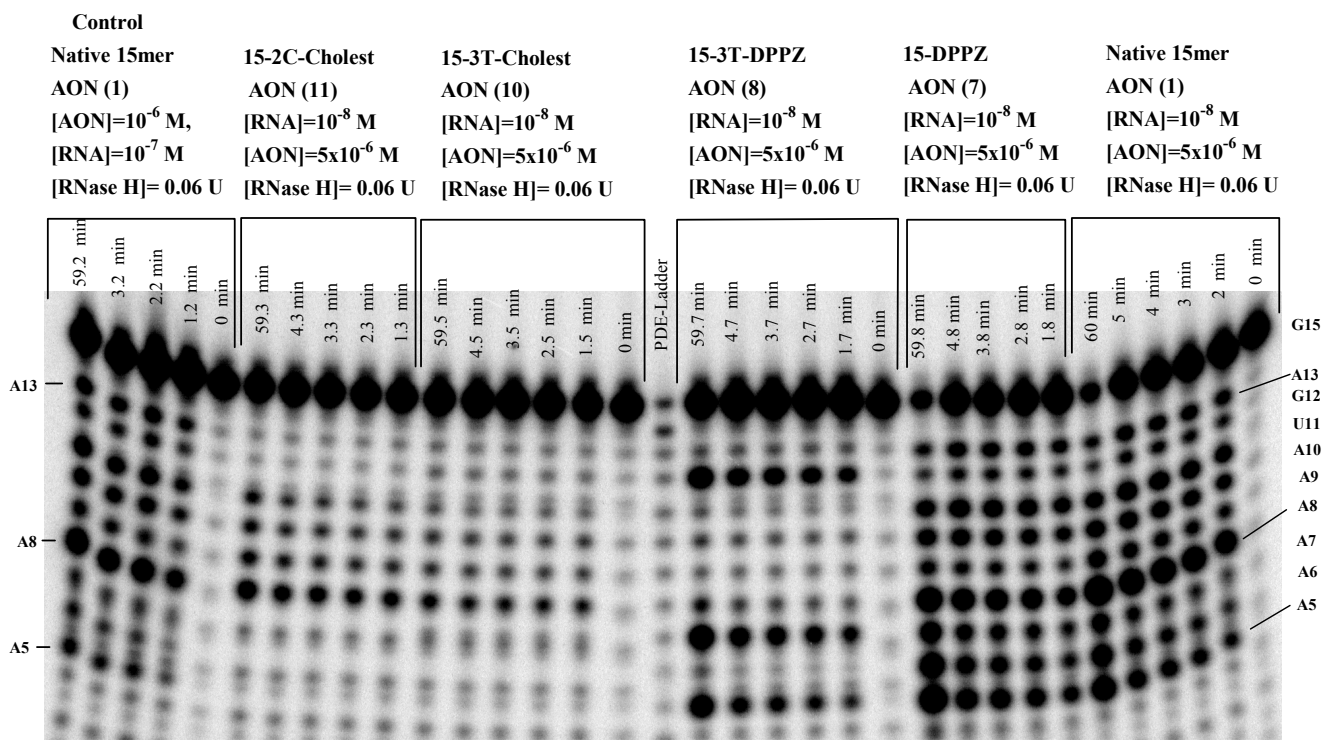 Control
Native 15mer
AON (1)
[AON]=10-6 M,
[RNA]=10-7 M
[RNase H]= 0.06 U
15-2C-Cholest
AON (11)
[RNA]=10-8 M
[AON]=5x10-6 M
[RNase H]= 0.06 U
15-3T-Cholest
AON (10)
[RNA]=10-8 M
[AON]=5x10-6 M
[RNase H]= 0.06 U
15-3T-DPPZ
AON (8)
[RNA]=10-8 M
[AON]=5x10-6 M
[RNase H]= 0.06 U
15-DPPZ
AON (7)
[RNA]=10-8 M
[AON]=5x10-6 M
[RNase H]= 0.06 U
Native 15mer
AON (1)
[RNA]=10-8 M
[AON]=5x10-6 M
[RNase H]= 0.06 U
59.2 min
3.2 min
2.2 min
1.2 min
0 min
59.3 min
4.3 min
3.3 min
2.3 min
1.3 min
59.5 min
4.5 min
3.5 min
2.5 min
1.5 min
0 min
PDE-Ladder
59.7 min
4.7 min
3.7 min
2.7 min
1.7 min
0 min
59.8 min
4.8 min
3.8 min
2.8 min
1.8 min
60 min
5 min
4 min
3 min
2 min
0 min
A13
A8
A5
G15
A13
G12
U11
A10
A9
A8
A7
A6
A5